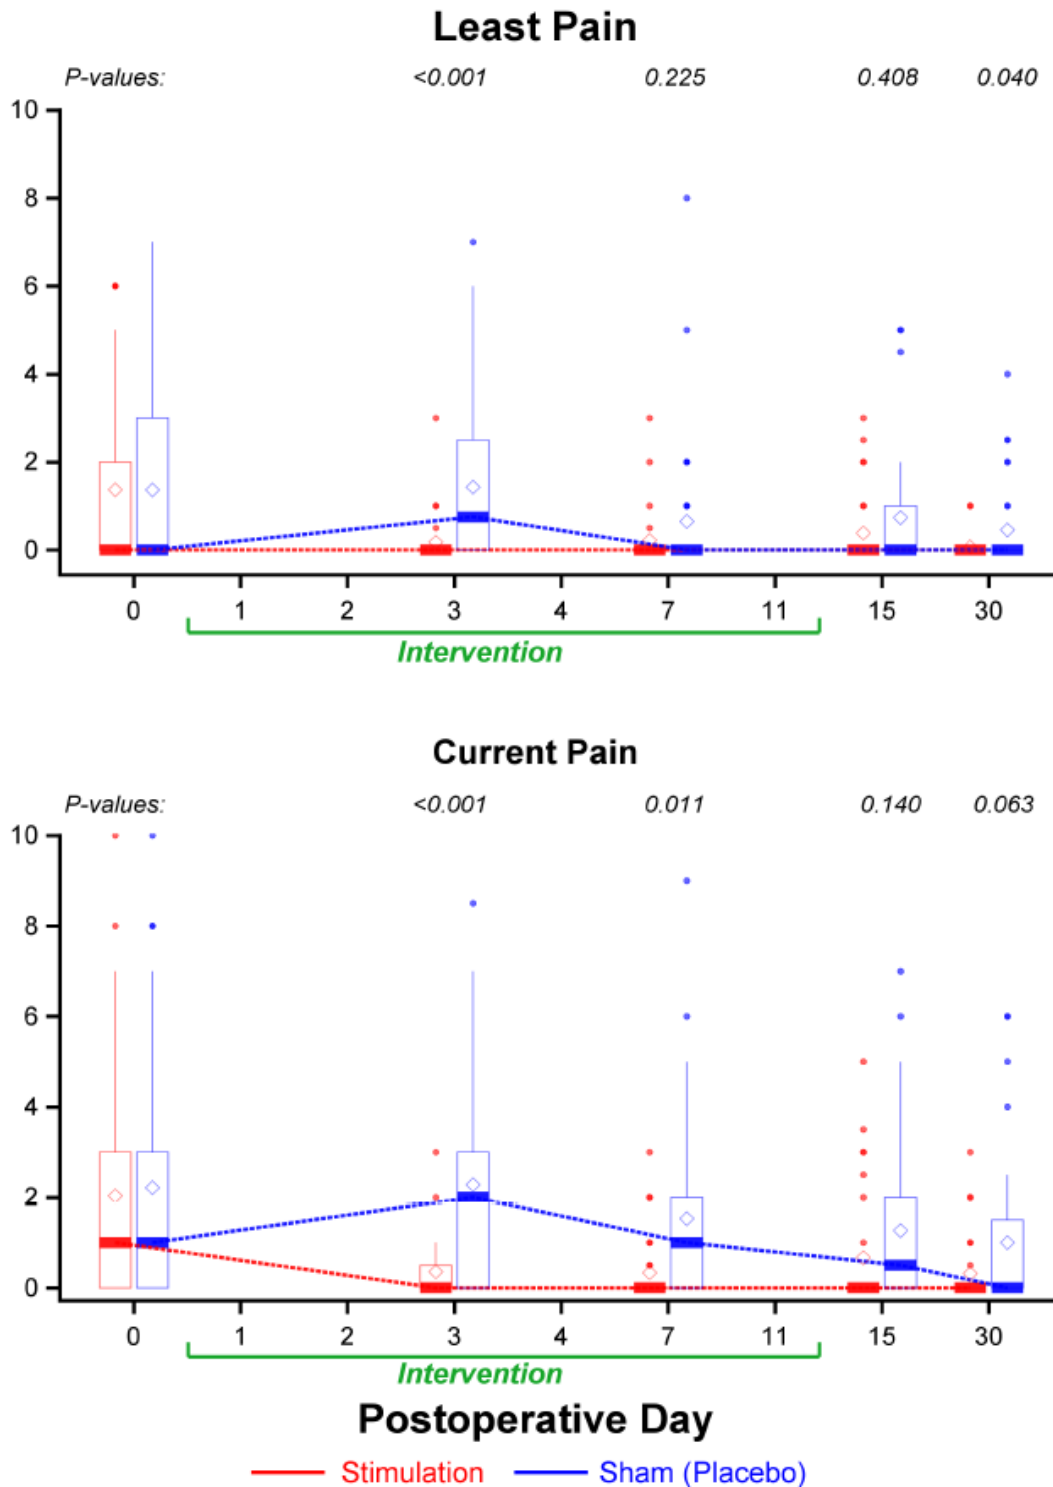 Least Pain
P-values: <0.001 0.225 0.408 0.040
10
8
6
4
2
0
0 1 2 3 4 7 11 15 30
Intervention
Current Pain
P-values: <0.001 0.011 0.140 0.063
10
8
6
4
2
0
0 1 2 3 4 7 11 15 30
Intervention
Postoperative Day
Stimulation Sham (Placebo)